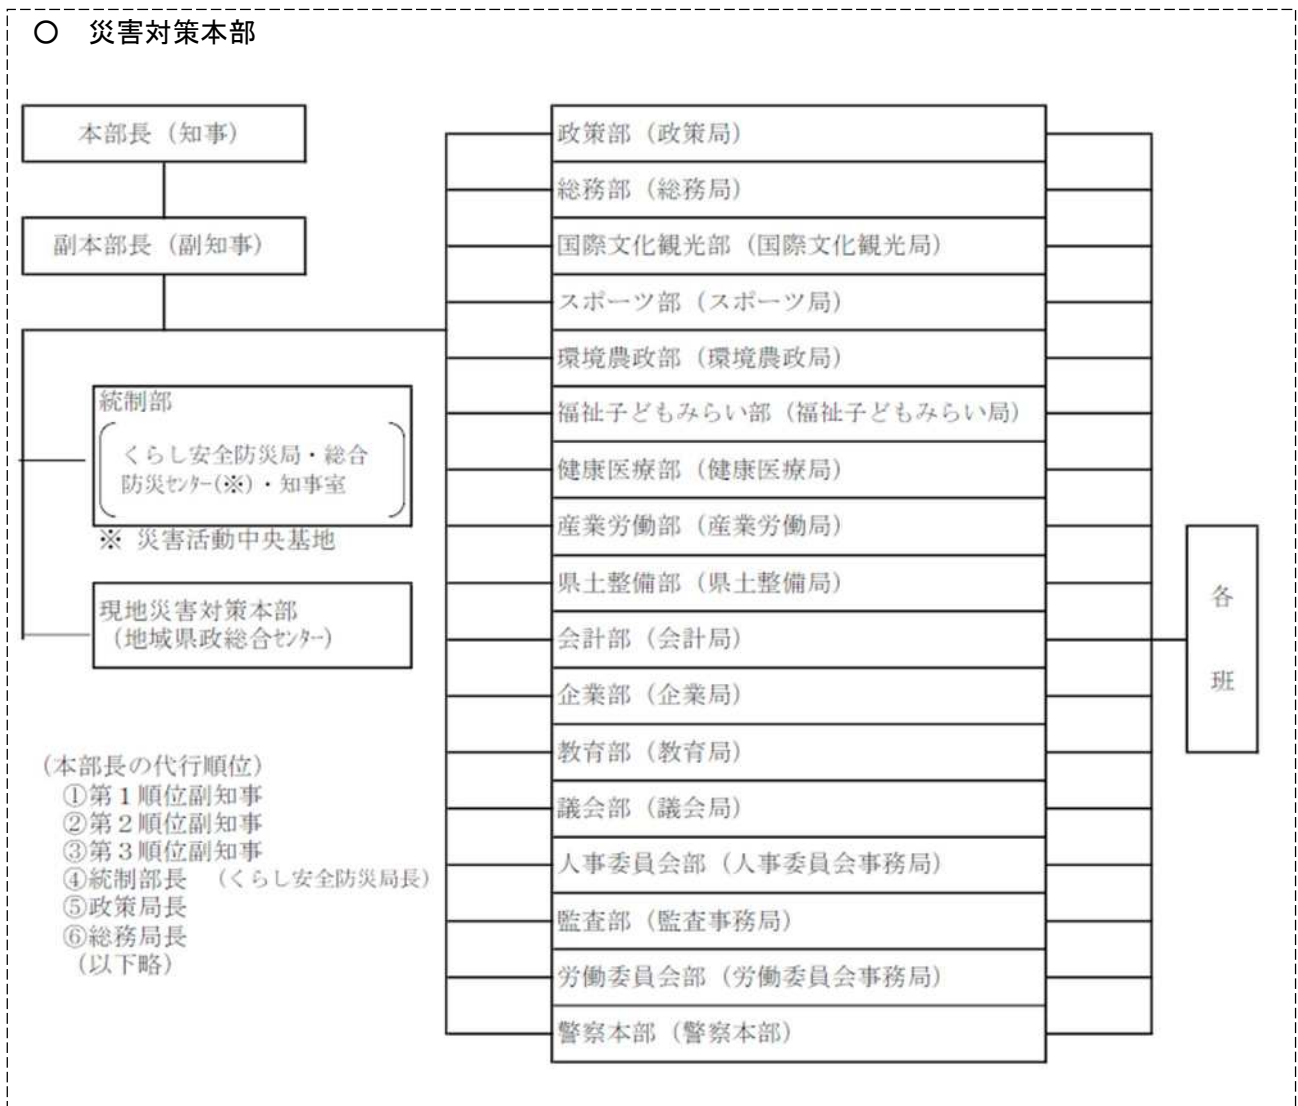 ○ 災害対策本部
本部長（知事）
副本部長（副知事）
統制部
くらし安全防災局・総合
防災ｾﾝﾀｰ(※)・知事室
※ 災害活動中央基地
現地災害対策本部
（地域県政総合ｾﾝﾀｰ）
（本部長の代行順位）
①第１順位副知事
②第２順位副知事
③第３順位副知事
④統制部長 （くらし安全防災局長）
⑤政策局長
⑥総務局長
（以下略）
政策部（政策局）
総務部（総務局）
国際文化観光部（国際文化観光局）
スポーツ部（スポーツ局）
環境農政部（環境農政局）
福祉子どもみらい部（福祉子どもみらい局）
健康医療部（健康医療局）
産業労働部（産業労働局）
県土整備部（県土整備局）
会計部（会計局）
企業部（企業局）
教育部（教育局）
議会部（議会局）
人事委員会部（人事委員会事務局）
監査部（監査事務局）
労働委員会部（労働委員会事務局）
警察本部（警察本部）
各班